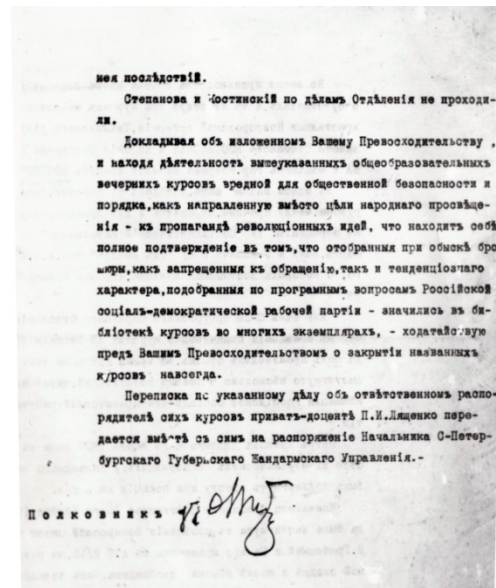 нея послѣдствій.
Степанова и Костинскій по дѣламъ Отдѣленія не проходи-
ли.
Докладывая объ изложенномъ Вашему Превосходительству ,
и находя дѣятельность вышеуказанныхъ общеобразовательныхъ
вечернихъ курсовъ вредной для общественной безопасности и
порядка,какъ направленную вмѣсто цѣли народнаго просвѣще-
нія - къ пропагандѣ революціонныхъ идей, что находитъ себѣ
полное подтвержденіе въ томъ,что отобранныя при обыскѣ бро
шюры,какъ запрещенныя къ обращенію,такъ и тенденціознаго
характера,подобранныя по програмнымъ вопросамъ Россійской
соціалъ-демократической рабочей партіи - значились въ би-
бліотекѣ курсовъ во многихъ экземплярахъ, - ходатайствую
предъ Вашимъ Превосходительствомъ о закрытіи названныхъ
курсовъ навсегда.
Переписка по указанному дѣлу объ отвѣтственномъ распо-
рядителѣ сихъ курсовъ приватъ-доцентѣ П.И.Лященко пере-
дается вмѣстѣ съ симъ на распоряженіе Начальника С-Петер-
бургскаго Губерьскаго Жандармскаго Управленія.-
Полковникъ